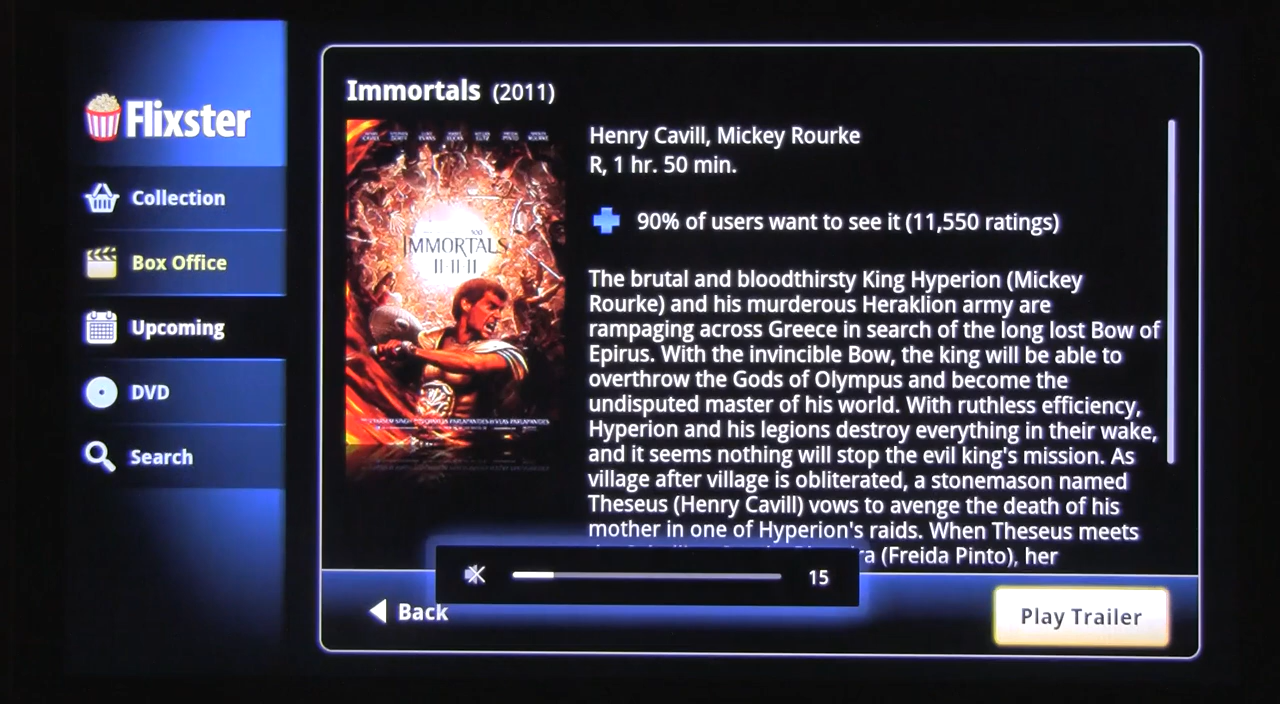 Flixster
Collection
Box Office
Upcoming
DVD
Search
Immortals (2011)
IMMORTALS
11·11·11
Henry Cavill, Mickey Rourke
R, 1 hr. 50 min.
90% of users want to see it (11,550 ratings)
The brutal and bloodthirsty King Hyperion (Mickey
Rourke) and his murderous Heraklion army are
rampaging across Greece in search of the long lost Bow of
Epirus. With the invincible Bow, the king will be able to
overthrow the Gods of Olympus and become the
undisputed master of his world. With ruthless efficiency,
Hyperion and his legions destroy everything in their wake,
and it seems nothing will stop the evil king's mission. As
village after village is obliterated, a stonemason named
Theseus (Henry Cavill) vows to avenge the death of his
mother in one of Hyperion's raids. When Theseus meets
(Freida Pinto), her
15
Back
Play Trailer